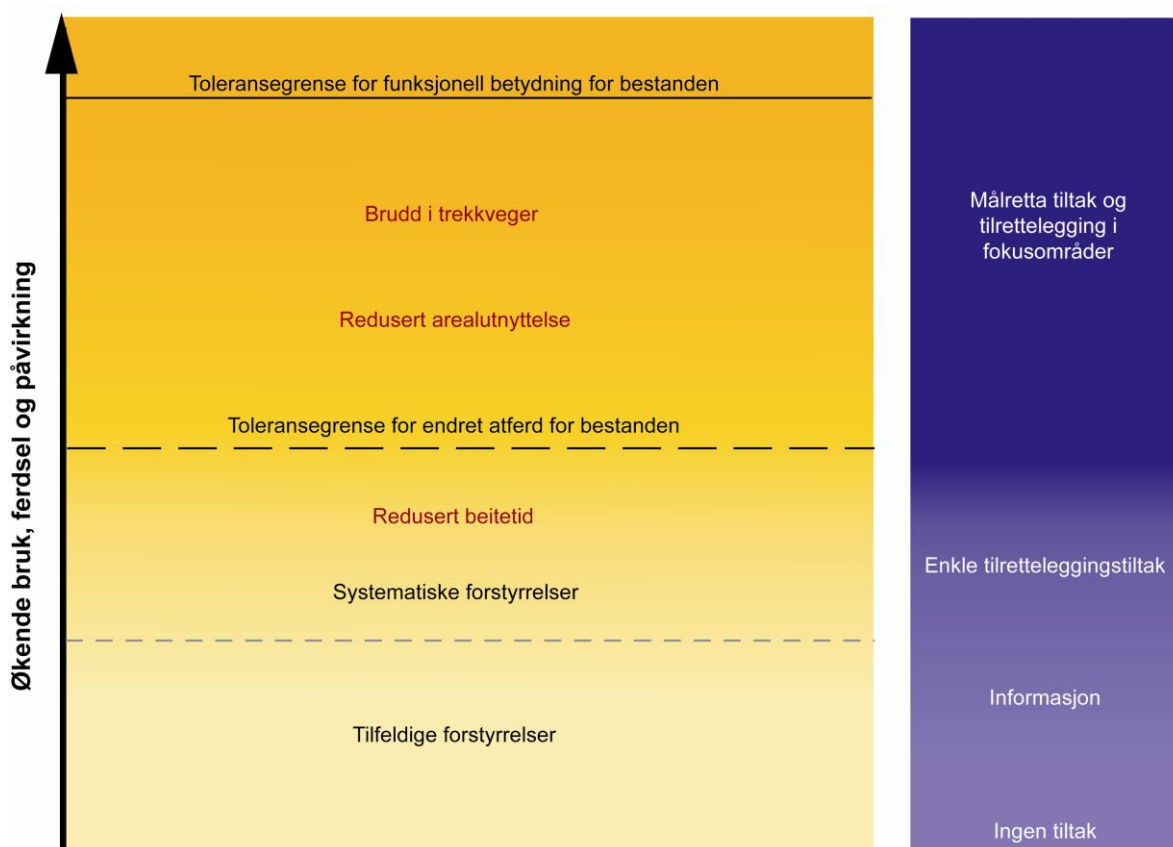 Økende bruk, ferdsel og påvirkning
Toleransegrense for funksjonell betydning for bestanden
Brudd i trekkveger
Redusert arealutnyttelse
Toleransegrense for endret atferd for bestanden
Redusert beitetid
Systematiske forstyrrelser
Tilfeldige forstyrrelser
Målretta tiltak og
tilrettelegging i
fokusområder
Enkle tilretteleggingstiltak
Informasjon
Ingen tiltak